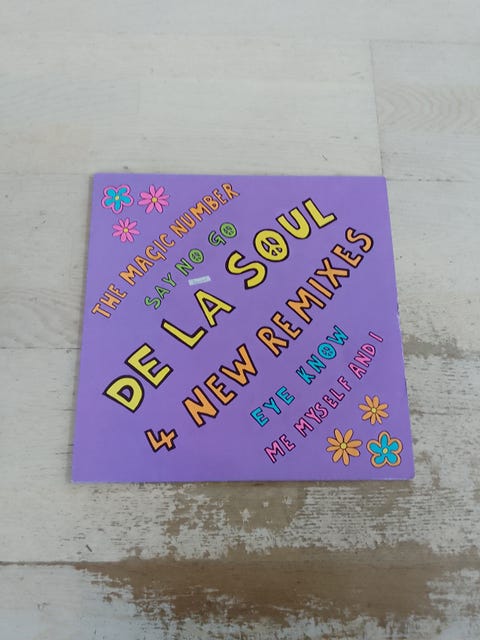 THE MAGIC NUMBER
SAY NO GO
DE LA SOUL
4 NEW REMIXES
EYE KNOW
ME MYSELF AND I